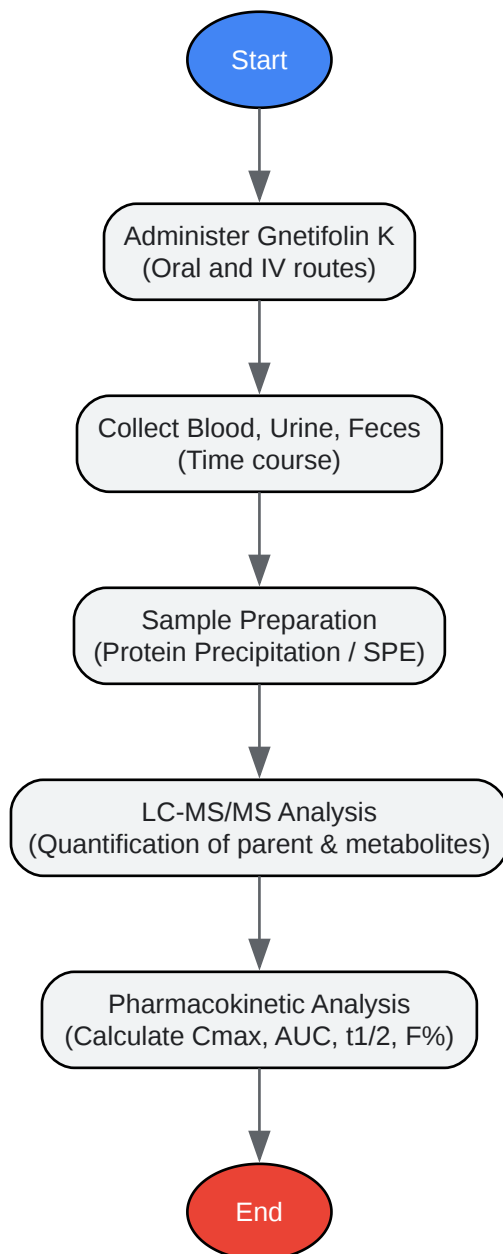 Start
Administer Gnetifolin K
(Oral and IV routes)
Collect Blood, Urine, Feces
(Time course)
Sample Preparation
(Protein Precipitation / SPE)
LC-MS/MS Analysis
(Quantification of parent & metabolites)
Pharmacokinetic Analysis
(Calculate Cmax, AUC, t1/2, F%)
End